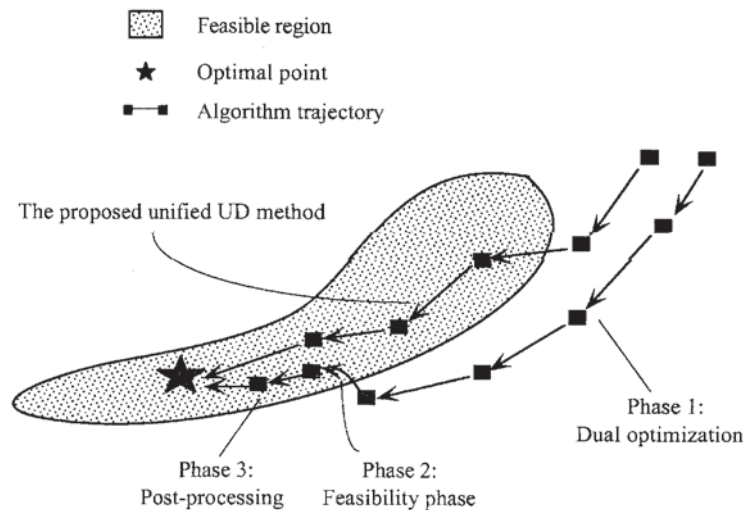 Feasible region
Optimal point
Algorithm trajectory
The proposed unified UD method
Phase 1:
Dual optimization
Phase 3:
Post-processing
Phase 2:
Feasibility phase